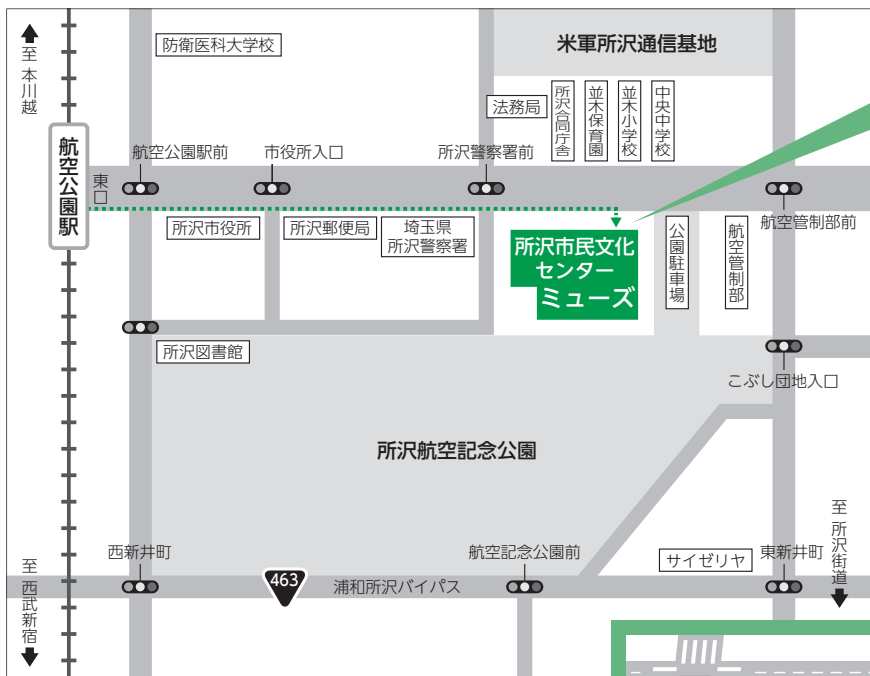 至 本川越
防衛医科大学校
米軍所沢通信基地
法務局
所沢合同庁舎
並木保育園
並木小学校
中央中学校
航空公園駅
東口
航空公園駅前
市役所入口
所沢警察署前
航空管制部前
所沢市役所
所沢郵便局
埼玉県
所沢警察署
所沢市民文化
センター
ミューズ
公園駐車場
航空管制部
所沢図書館
こぶし団地入口
所沢航空記念公園
至 所沢街道
西新井町
航空記念公園前
サイゼリヤ
東新井町
至 西武新宿
463
浦和所沢バイパス